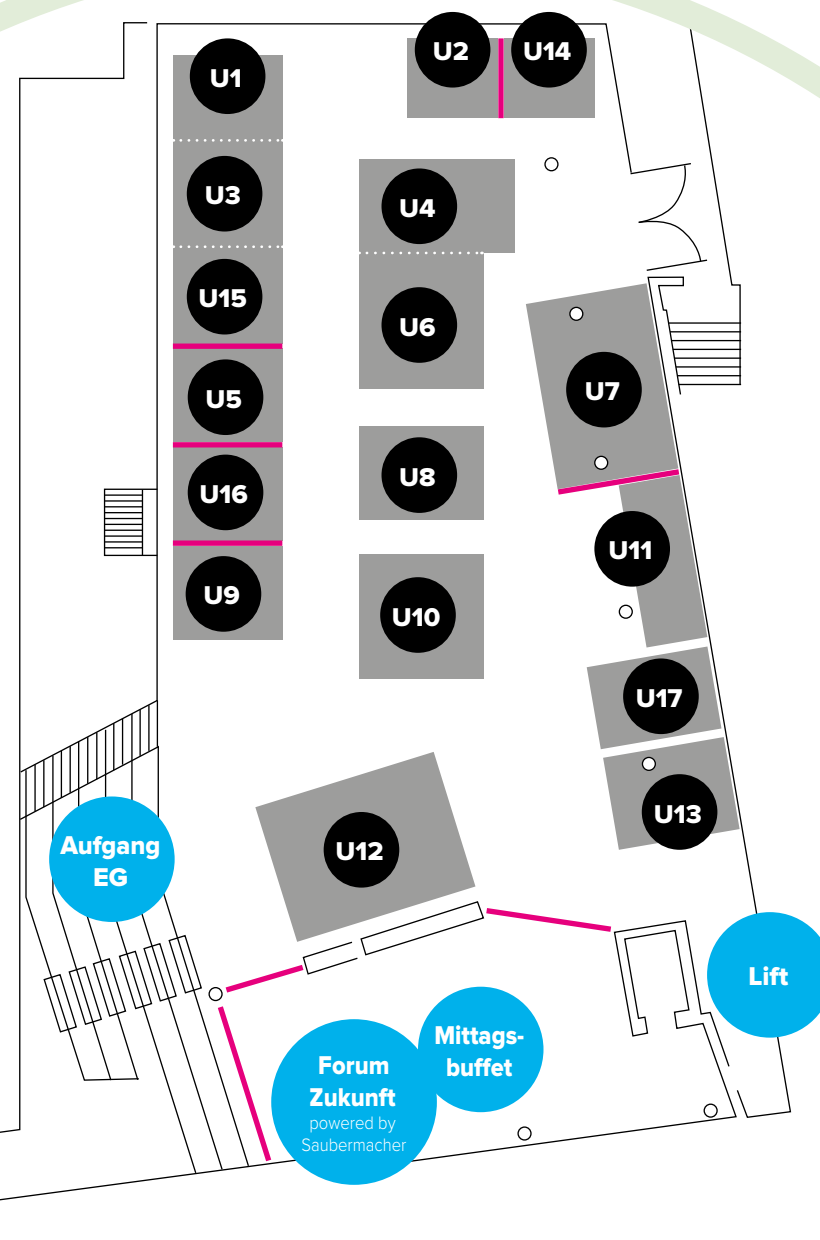 U1
U2
U14
U3
U4
U15
U6
U5
U7
U8
U16
U11
U9
U10
U17
U13
U12
Aufgang
EG
Lift
Mittags-
buffet
Forum
Zukunft
powered by
Saubermacher